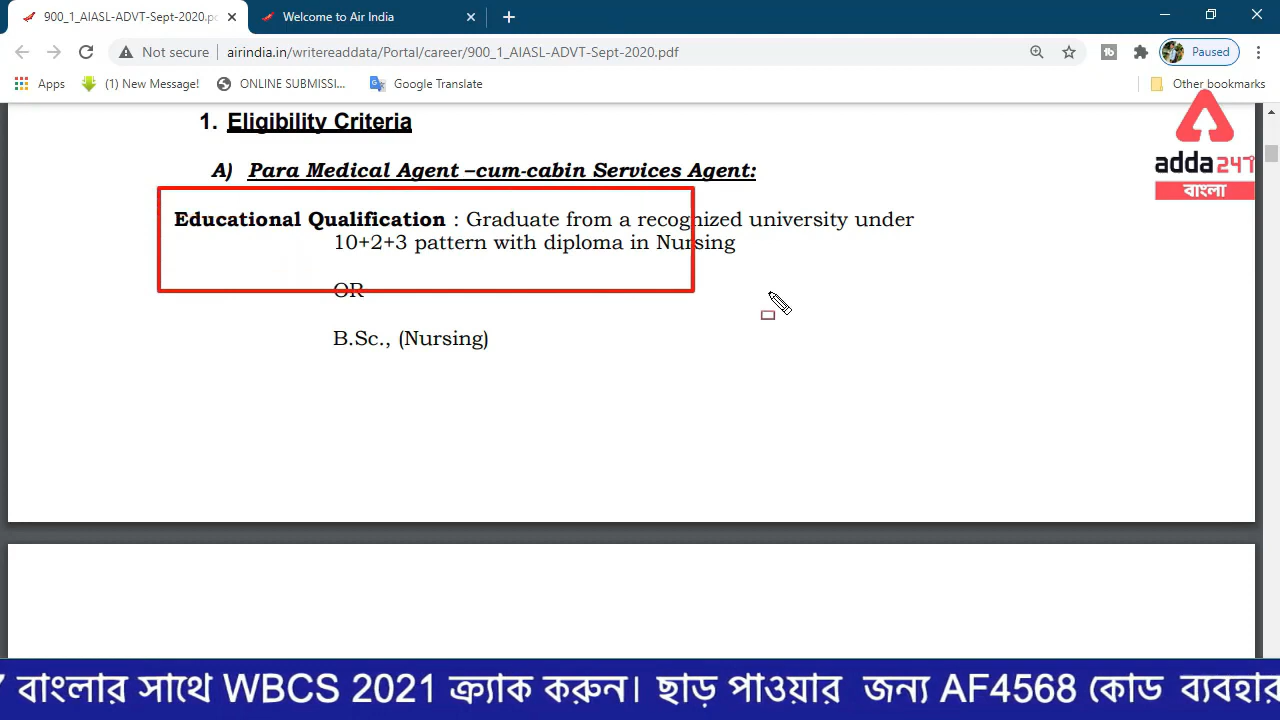 900_1_AIASL-ADVT-Sept-2020.pd
Welcome to Air India
Not secure
airindia.in/writereaddata/Portal/career/900_1_AIASL-ADVT-Sept-2020.pdf
Paused
Apps
(1) New Message!
ONLINE SUBMISSI...
Google Translate
Other bookmarks
1. Eligibility Criteria
adda247
বাংলা
A) Para Medical Agent –cum-cabin Services Agent:
Educational Qualification : Graduate from a recognized university under
10+2+3 pattern with diploma in Nursing
OR
B.Sc., (Nursing)
7 বাংলার সাথে WBCS 2021 ক্র্যাক করুন। ছাড় পাওয়ার জন্য AF4568 কোড ব্যবহার